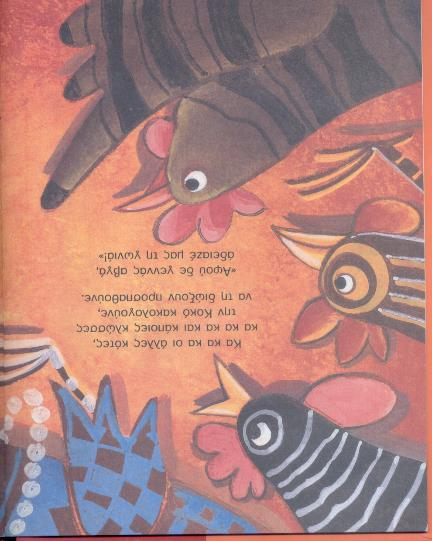 Κα κα κα οι άλλες κότες,
κα κα κα και κάποιες κλώσσες
την Κοκό κακολογούνε,
να τη διώξουν προσπαθούνε.
«Αφού δε γεννάς αβγά,
άδειαζέ μας τη γωνιά!»